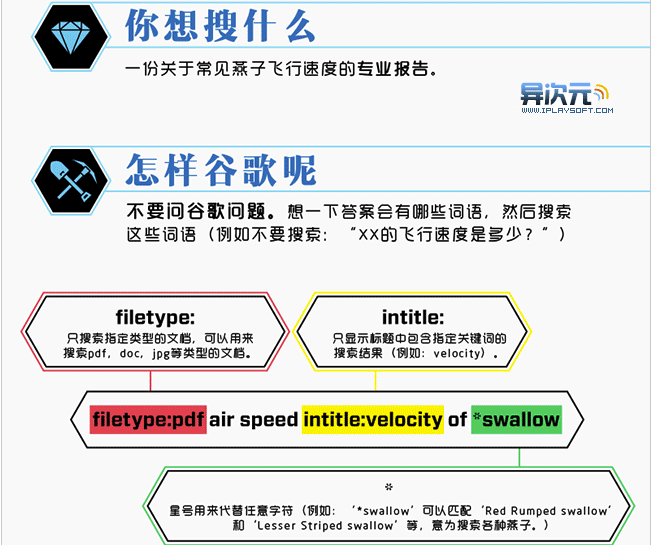 你想搜什么
一份关于常见燕子飞行速度的专业报告。
异次元
WWW.IPLAYSOFT.COM
怎样谷歌呢
不要问谷歌问题。想一下答案会有哪些词语，然后搜索
这些词语（例如不要搜索：“XX的飞行速度是多少？”）
filetype:
只搜索指定类型的文档，可以用来
搜索pdf，doc，jpg等类型的文档。
intitle:
只显示标题中包含指定关键词的
搜索结果（例如：velocity）。
filetype:pdf air speed intitle:velocity of *swallow
*
星号用来代替任意字符（例如：‘*swallow’可以匹配‘Red Rumped swallow’
和‘Lesser Striped swallow’等，意为搜索各种燕子。）